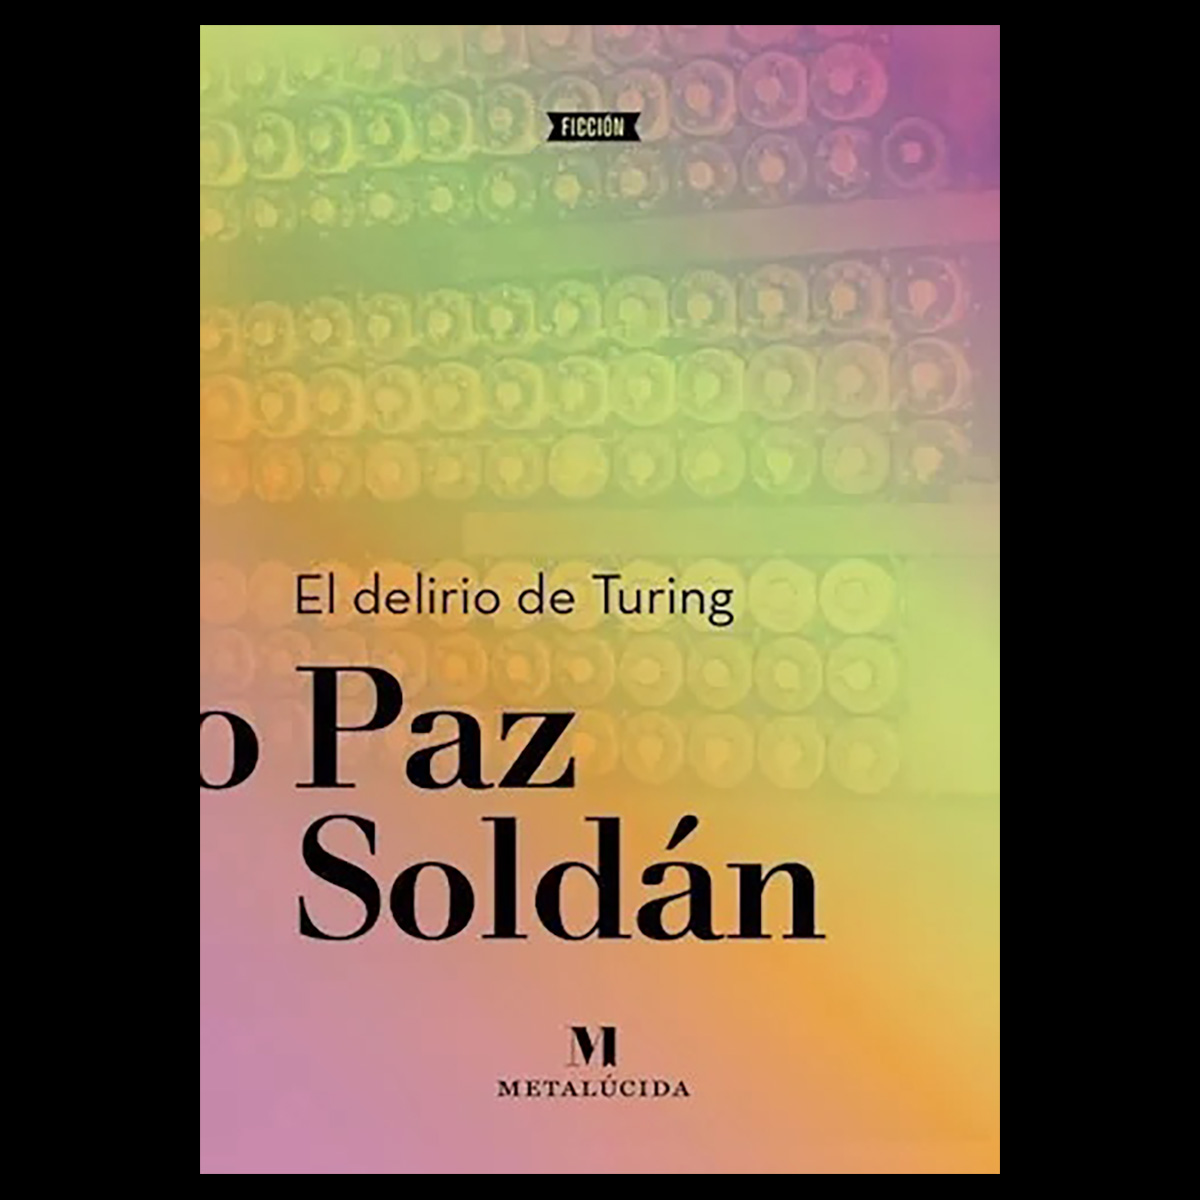 FICCIÓN
El delirio de Turing
o Paz
Soldán
M
METALÚCIDA